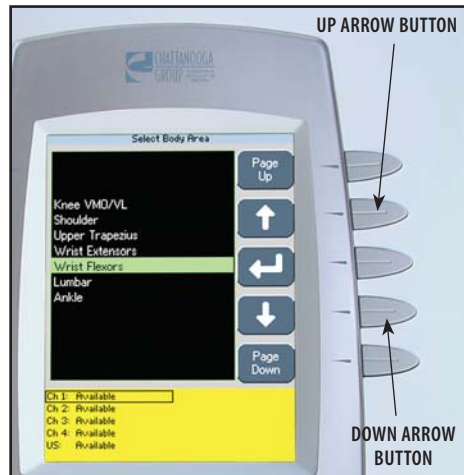 UP ARROW BUTTON
CHATTANOOGA
GROUP
Select Body Area
Page
Up
Knee VMO/VL
Shoulder
Upper Trapezius
Wrist Extensors
Wrist Flexors
Lumbar
Ankle
Page
Down
Ch 1: Available
Ch 2: Available
Ch 3: Available
Ch 4: Available
US: Available
DOWN ARROW
BUTTON